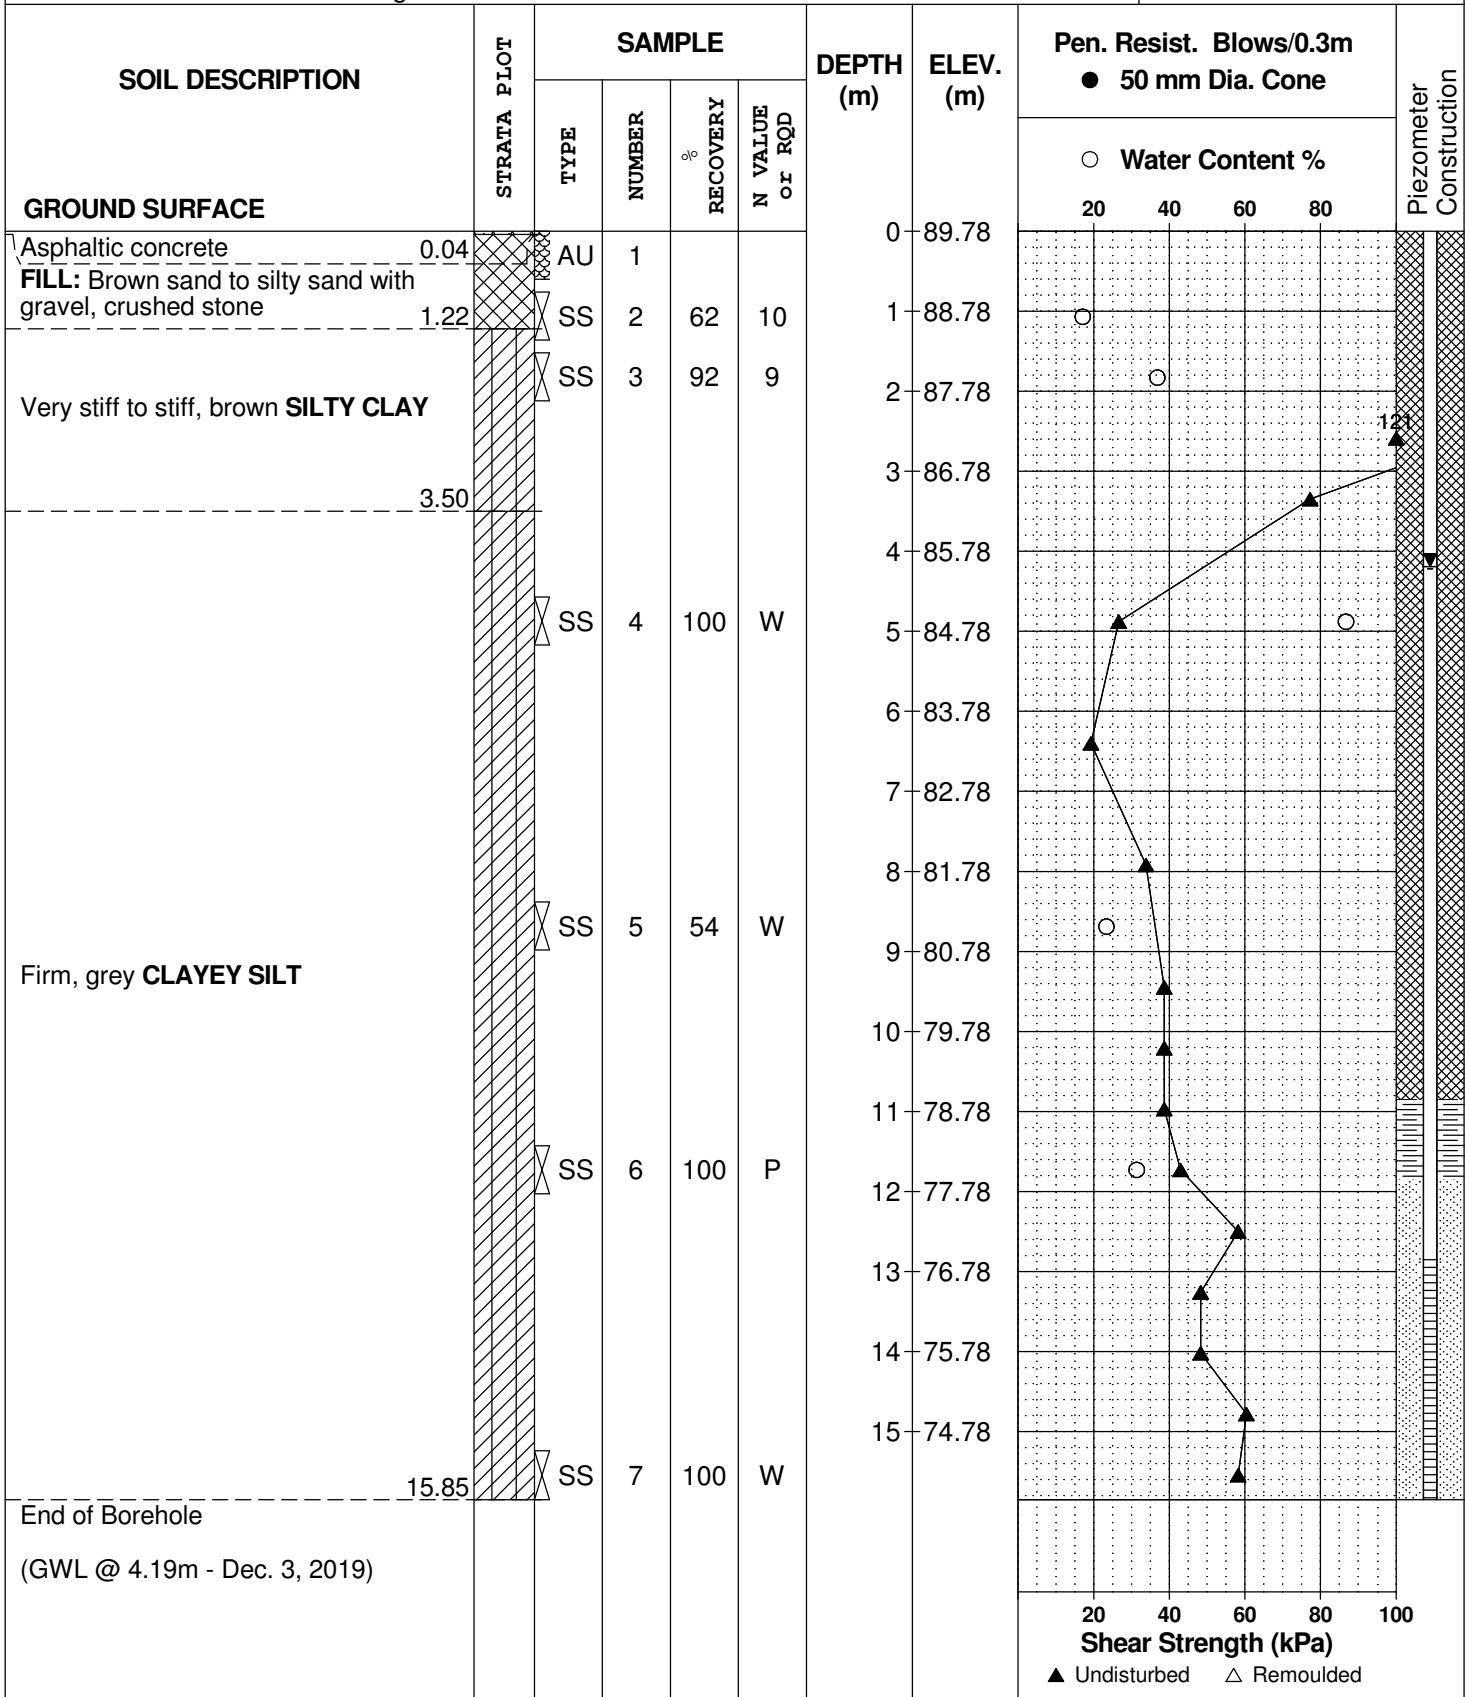 SOIL DESCRIPTION
GROUND SURFACE
STRATA PLOT
SAMPLE
TYPE
NUMBER
% RECOVERY
N VALUE or RQD
DEPTH (m)
ELEV. (m)
Pen. Resist. Blows/0.3m
● 50 mm Dia. Cone
○ Water Content %
20 40 60 80
Piezometer Construction
Asphaltic concrete 0.04
FILL: Brown sand to silty sand with
gravel, crushed stone 1.22
Very stiff to stiff, brown SILTY CLAY
3.50
Firm, grey CLAYEY SILT
15.85
End of Borehole
(GWL @ 4.19m - Dec. 3, 2019)
AU 1
SS 2 62 10
SS 3 92 9
SS 4 100 W
SS 5 54 W
SS 6 100 P
SS 7 100 W
0 89.78
1 88.78
2 87.78
3 86.78
4 85.78
5 84.78
6 83.78
7 82.78
8 81.78
9 80.78
10 79.78
11 78.78
12 77.78
13 76.78
14 75.78
15 74.78
121
20 40 60 80 100
Shear Strength (kPa)
▲ Undisturbed △ Remoulded